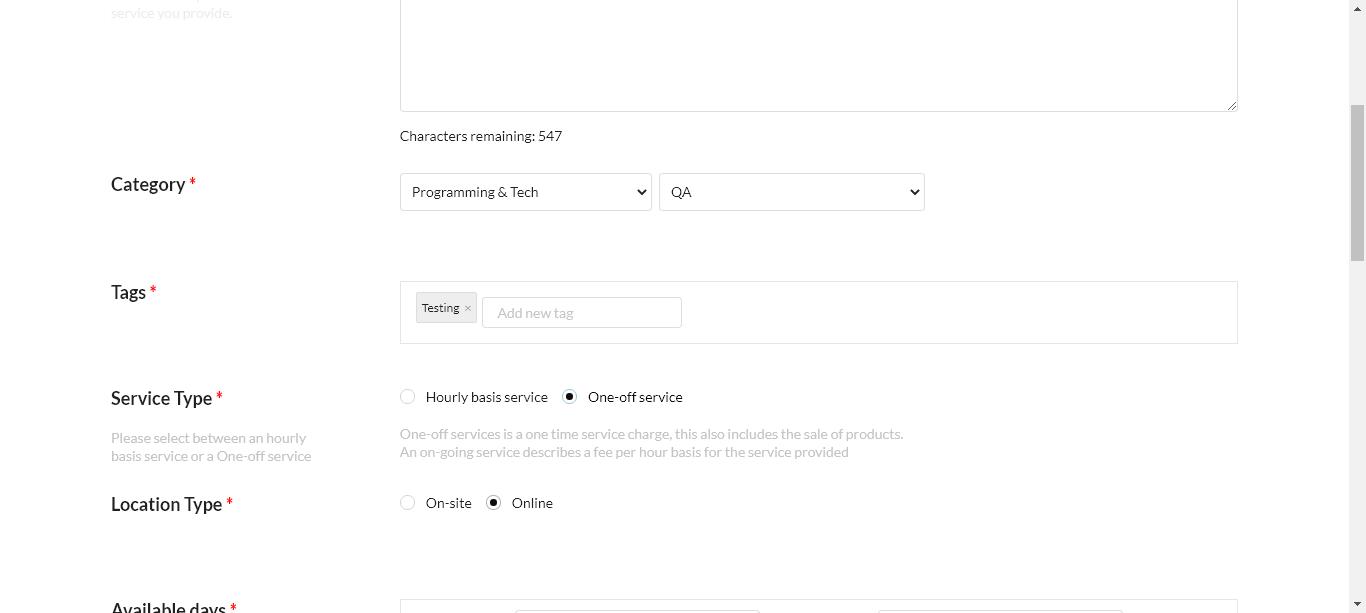 service you provide.
Characters remaining: 547
Category *
Programming & Tech
QA
Tags *
Testing ×
Add new tag
Service Type *
Hourly basis service
One-off service
Please select between an hourly
basis service or a One-off service
One-off services is a one time service charge, this also includes the sale of products.
An on-going service describes a fee per hour basis for the service provided
Location Type *
On-site
Online
Available days *